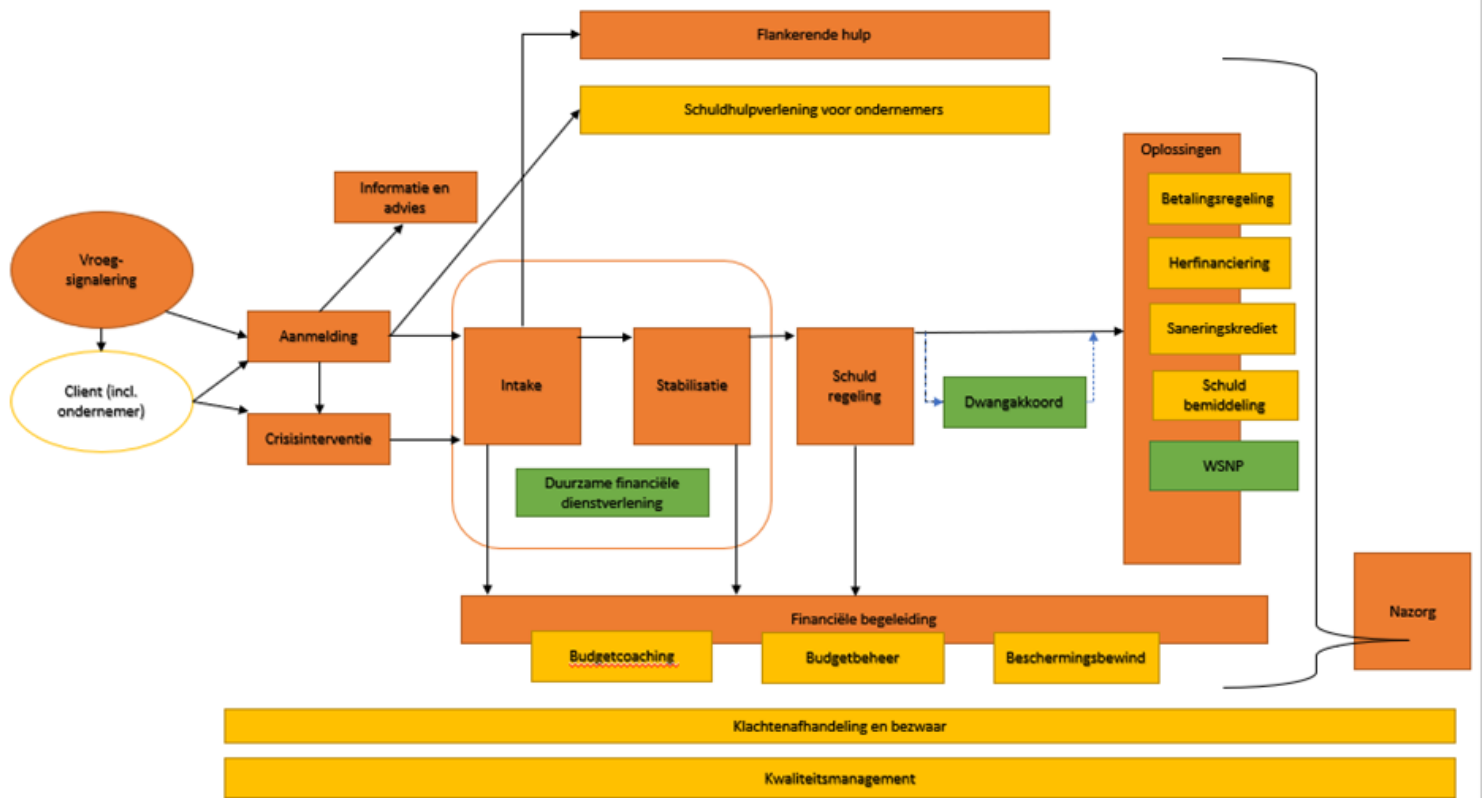 Flankerende hulp
Schuldhulpverlening voor ondernemers
Oplossingen
Informatie en
advies
Betalingsregeling
Vroeg-
signalering
Herfinanciering
Aanmelding
Saneringskrediet
Client (incl.
ondernemer)
Intake
Stabilisatie
Schuld
regeling
Dwangakkoord
Schuld
bemiddeling
Crisisinterventie
WSNP
Duurzame financiële
dienstverlening
Financiële begeleiding
Nazorg
Budgetcoaching
Budgetbeheer
Beschermingsbewind
Klachtenafhandeling en bezwaar
Kwaliteitsmanagement